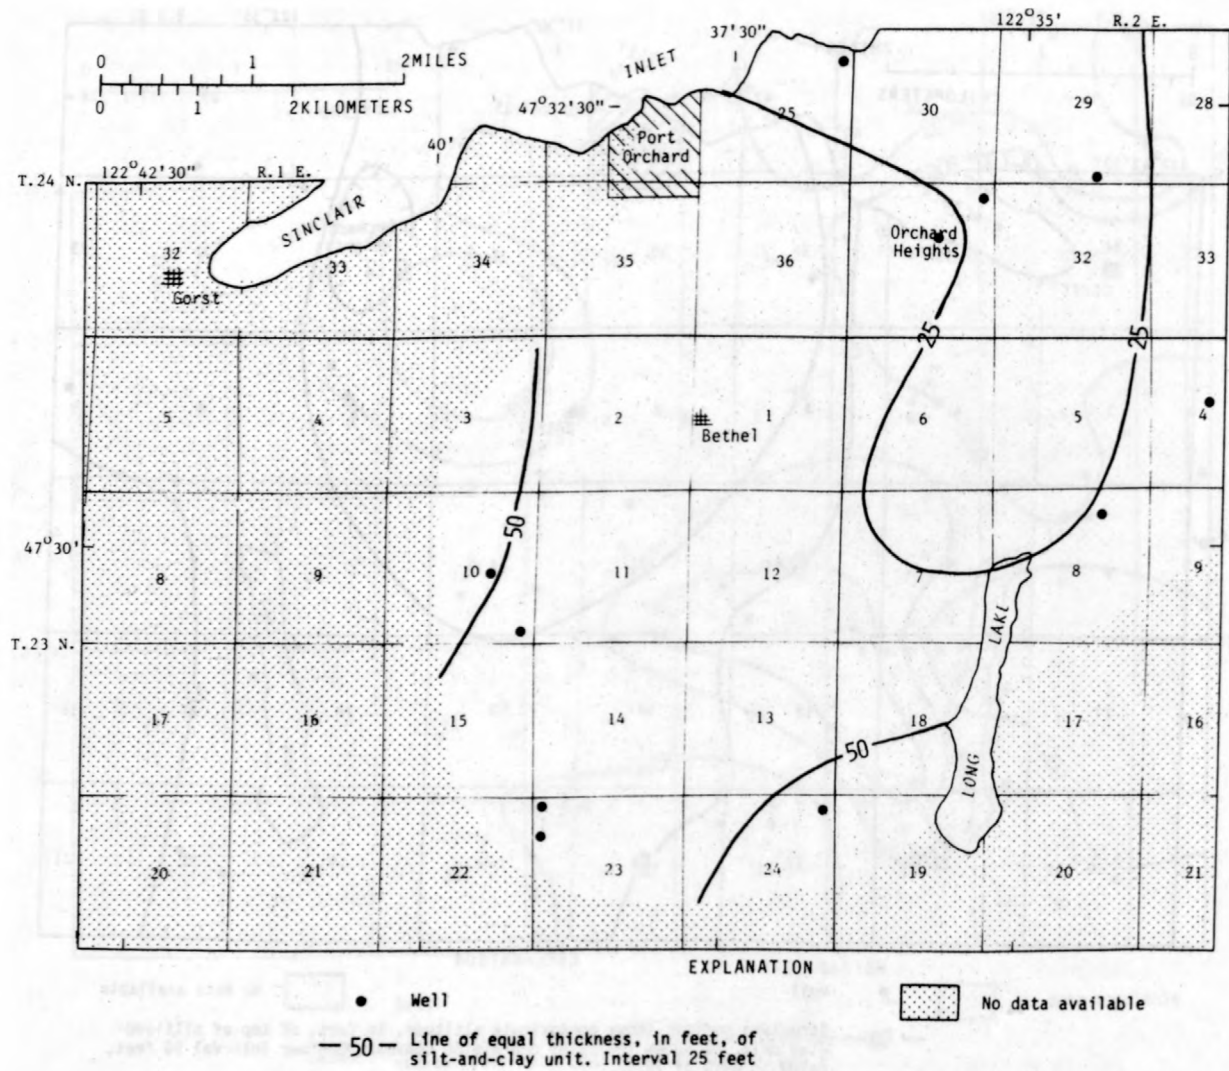 122°35' R.2 E.
37'30"
0 1 2 MILES
INLET
0 1 2 KILOMETERS
47°32'30"
25 30 29 28
40'
Port
Orchard
122°42'30" R.1 E.
T.24 N.
SINCLAIR
Orchard
Heights
32 33 34 35 36 32 33
Gorst
25 25
5 4 3 2 1 6 5 4
Bethel
50
47°30'
8 9 10 11 12 7 8 9
LAKE
T.23 N.
17 16 15 14 13 18 17 16
50
LONG
20 21 22 23 24 19 20 21
EXPLANATION
Well
No data available
50 Line of equal thickness, in feet, of
silt-and-clay unit. Interval 25 feet